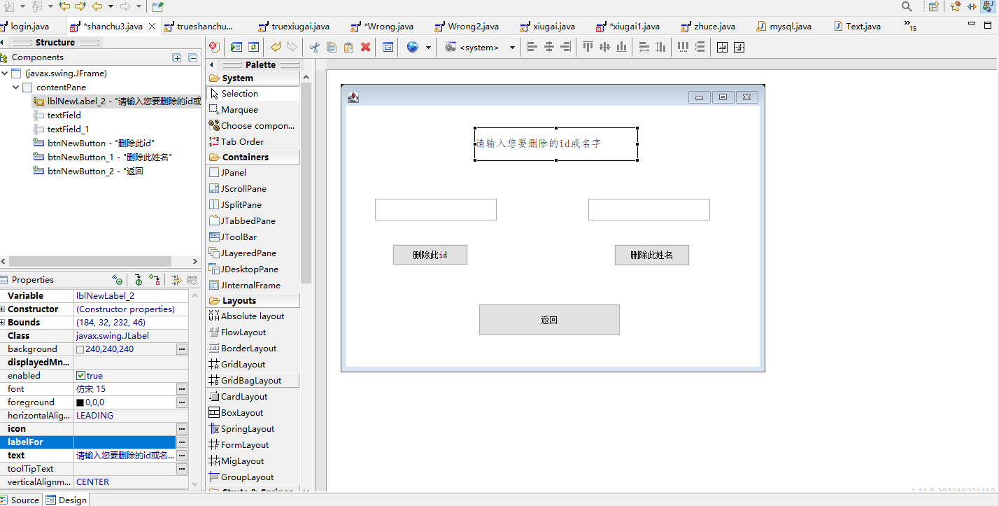 login.java
*shanchu3.java
trueshanchu...
truexiugai.java
*Wrong.java
Wrong2.java
xiugai.java
*xiugai1.java
zhuce.java
mysql.java
Text.java
»15
Structure
<system>
Components
(javax.swing.JFrame)
contentPane
lblNewLabel_2 - "请输入您要删除的id或
textField
textField_1
btnNewButton - "删除此id"
btnNewButton_1 - "删除此姓名"
btnNewButton_2 - "返回
Properties
Variable lblNewLabel_2
Constructor (Constructor properties)
Bounds (184, 32, 232, 46)
Class javax.swing.JLabel
background 240,240,240
displayedMn...
enabled true
font 仿宋 15
foreground 0,0,0
horizontalAlig... LEADING
icon
labelFor
text 请输入您要删除的id或名...
toolTipText
verticalAlignm... CENTER
Source
Design
Palette
System
Selection
Marquee
Choose compon...
Tab Order
Containers
JPanel
JScrollPane
JSplitPane
JTabbedPane
JToolBar
JLayeredPane
JDesktopPane
JInternalFrame
Layouts
Absolute layout
FlowLayout
BorderLayout
GridLayout
GridBagLayout
CardLayout
BoxLayout
SpringLayout
FormLayout
MigLayout
GroupLayout
Struts & Springs
请输入您要删除的id或名字
删除此id
删除此姓名
返回